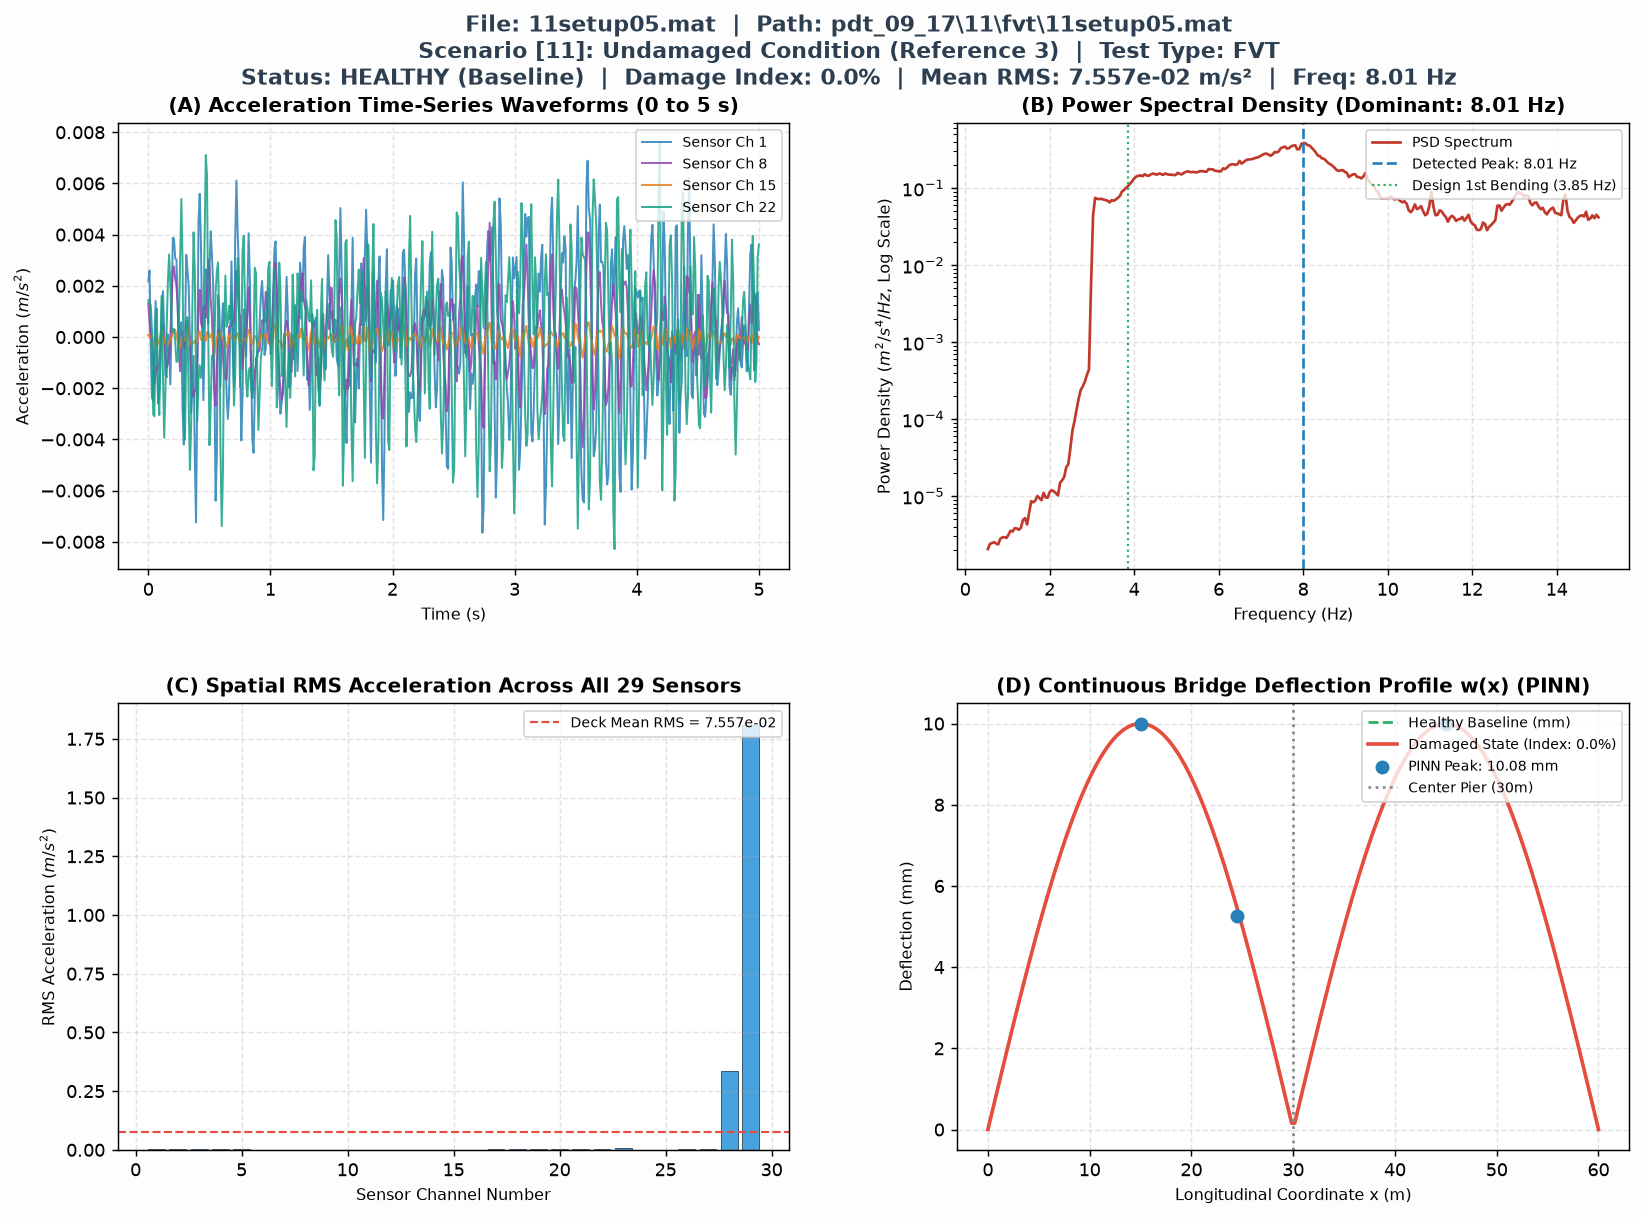 File: 11setup05.mat  |  Path: pdt_09_17\11\fvt\11setup05.mat
Scenario [11]: Undamaged Condition (Reference 3)  |  Test Type: FVT
Status: HEALTHY (Baseline)  |  Damage Index: 0.0%  |  Mean RMS: 7.557e-02 m/s²  |  Freq: 8.01 Hz
(A) Acceleration Time-Series Waveforms (0 to 5 s)
Sensor Ch 1
Sensor Ch 8
Sensor Ch 15
Sensor Ch 22
0.008
0.006
0.004
0.002
0.000
−0.002
−0.004
−0.006
−0.008
Acceleration (m/s²)
0 1 2 3 4 5
Time (s)
(B) Power Spectral Density (Dominant: 8.01 Hz)
PSD Spectrum
Detected Peak: 8.01 Hz
Design 1st Bending (3.85 Hz)
10⁻¹
10⁻²
10⁻³
10⁻⁴
10⁻⁵
Power Density (m²/s⁴/Hz, Log Scale)
0 2 4 6 8 10 12 14
Frequency (Hz)
(C) Spatial RMS Acceleration Across All 29 Sensors
Deck Mean RMS = 7.557e-02
1.75
1.50
1.25
1.00
0.75
0.50
0.25
0.00
RMS Acceleration (m/s²)
0 5 10 15 20 25 30
Sensor Channel Number
(D) Continuous Bridge Deflection Profile w(x) (PINN)
Healthy Baseline (mm)
Damaged State (Index: 0.0%)
PINN Peak: 10.08 mm
Center Pier (30m)
10
8
6
4
2
0
Deflection (mm)
0 10 20 30 40 50 60
Longitudinal Coordinate x (m)